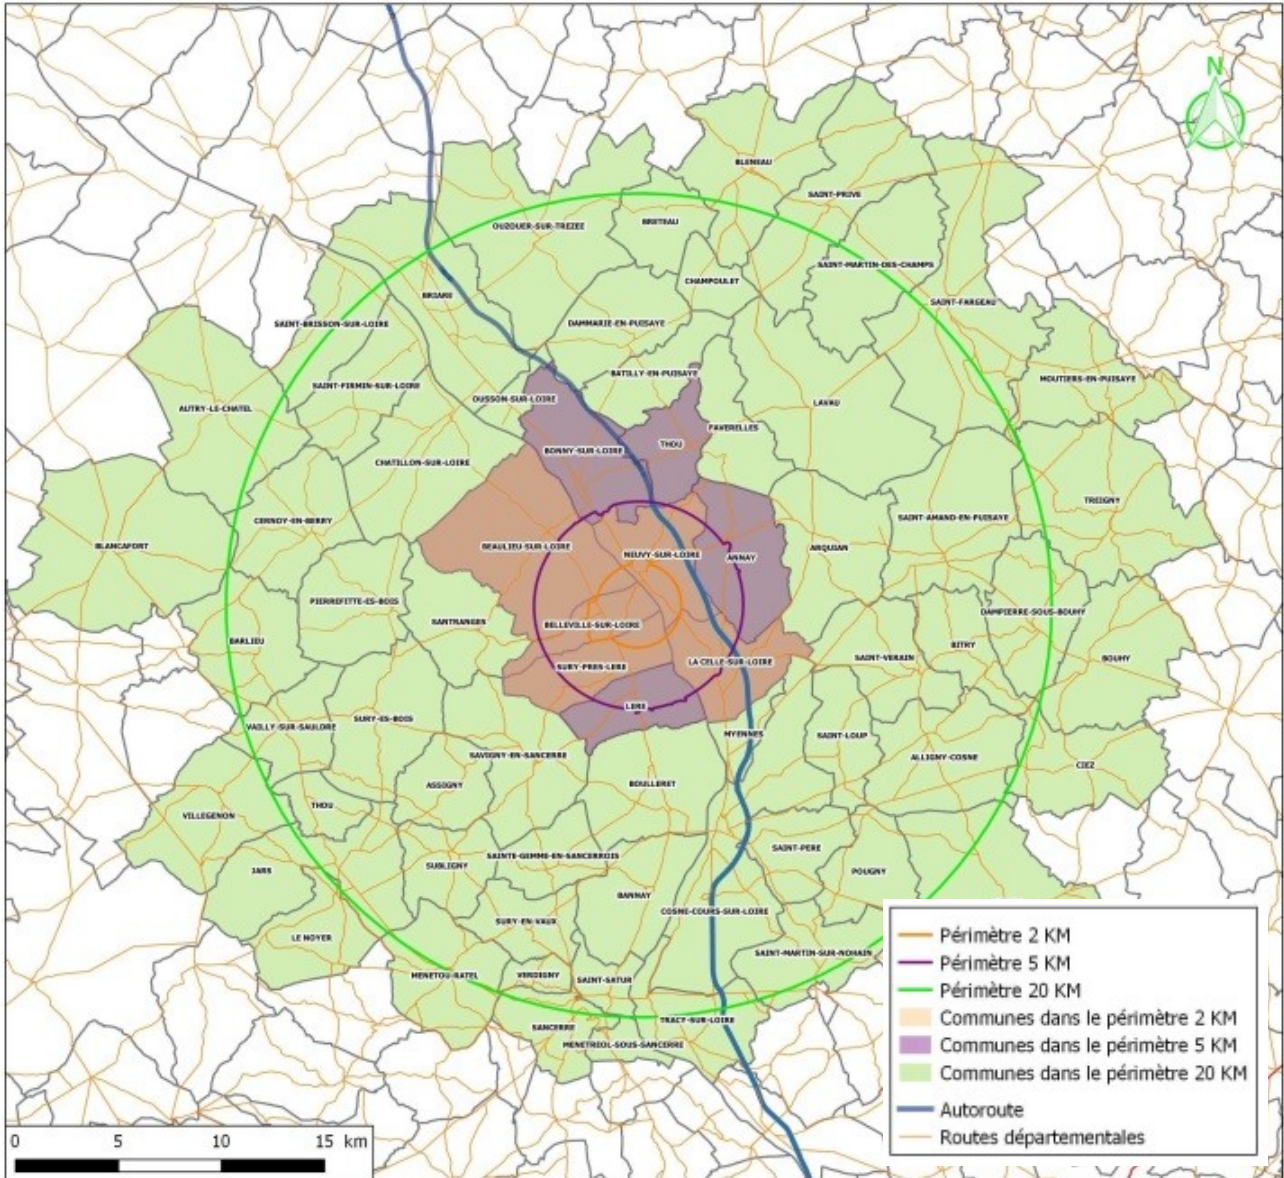 N
BLENEAU
SAINT-PRIVE
BRETEAU
OUZOUER-SUR-TREZEE
SAINT-MARTIN-DES-CHAMPS
CHAMPOULET
BRIARE
SAINT-FARGEAU
SAINT-BRISSON-SUR-LOIRE
DAMMARIE-EN-PUISAYE
BATILLY-EN-PUISAYE
MOUTIERS-EN-PUISAYE
SAINT-FIRMIN-SUR-LOIRE
OUSSON-SUR-LOIRE
LAVAU
AUTRY-LE-CHATEL
FAVERELLES
THOU
BONNY-SUR-LOIRE
CHATILLON-SUR-LOIRE
TREIGNY
SAINT-AMAND-EN-PUISAYE
CERNOY-EN-BERRY
BLANCAFORT
BEAULIEU-SUR-LOIRE
ARQUIAN
NEUVY-SUR-LOIRE
ANNAY
PIERREFITTE-ES-BOIS
DAMPIERRE-SOUS-BOUHY
SANTRANGES
BELLEVILLE-SUR-LOIRE
BARLIEU
BITRY
SAINT-VERAIN
BOUHY
LA CELLE-SUR-LOIRE
SURY-PRES-LERE
LERE
SURY-ES-BOIS
VAILLY-SUR-SAULDRE
MYENNES
SAINT-LOUP
SAVIGNY-EN-SANCERRE
ALLIGNY-COSNE
CIEZ
ASSIGNY
BOULLERET
THOU
VILLEGENON
SAINT-PERE
SAINTE-GEMME-EN-SANCERROIS
SUBLIGNY
JARS
POUGNY
BANNAY
COSNE-COURS-SUR-LOIRE
SURY-EN-VAUX
LE NOYER
SAINT-MARTIN-SUR-NOHAIN
MENETOU-RATEL
VERDIGNY
SAINT-SATUR
TRACY-SUR-LOIRE
SANCERRE
MENETREOL-SOUS-SANCERRE
Périmètre 2 KM
Périmètre 5 KM
Périmètre 20 KM
Communes dans le périmètre 2 KM
Communes dans le périmètre 5 KM
Communes dans le périmètre 20 KM
Autoroute
Routes départementales
0 5 10 15 km